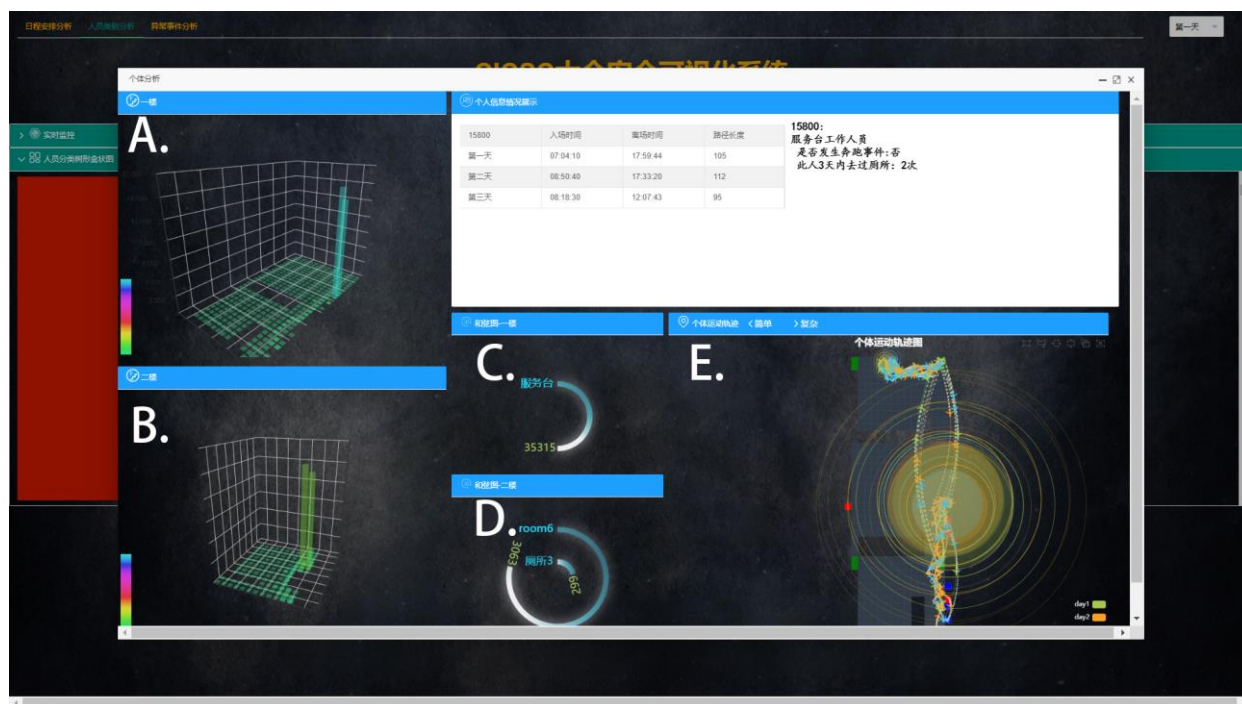 日程安排分析 人员类别分析 异常事件分析
第一天
个体分析
一楼
个人信息情况展示
A.
实时监控
人员分类树形盒状图
15800 入场时间 离场时间 路径长度
第一天 07:04:10 17:59:44 105
第二天 08:50:40 17:33:20 112
第三天 08:18:30 12:07:43 95
15800:
服务台工作人员
是否发生奔跑事件:否
此人3天内去过厕所: 2次
一楼
个体运动轨迹 <简单 >复杂
C.
服务台
35315
E.
个体运动轨迹图
二楼
B.
二楼
D.
room6
3063
厕所3
299
day1
day2